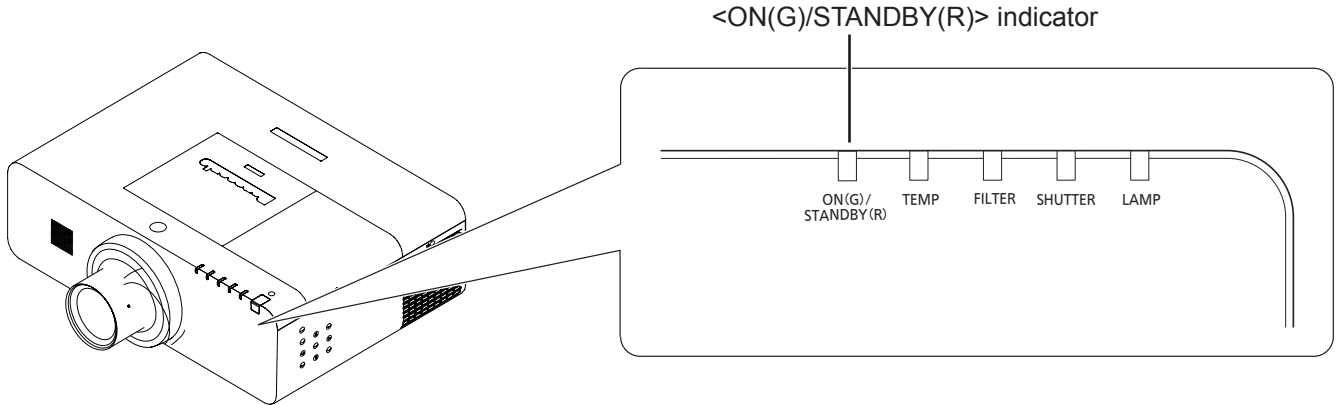 <ON(G)/STANDBY(R)> indicator
ON(G)/
STANDBY(R)
TEMP
FILTER
SHUTTER
LAMP